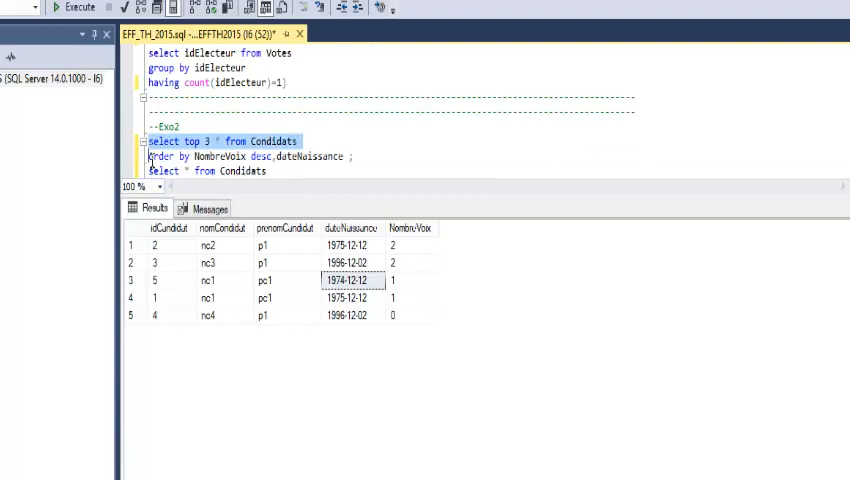 Execute
EFF_TH_2015.sql -...EFFTH2015 (I6 (52))*
S (SQL Server 14.0.1000 - I6)
select idElecteur from Votes
group by idElecteur
having count(idElecteur)=1)
--Exo2
select top 3 * from Condidats
order by NombreVoix desc,dateNaissance ;
select * from Condidats
100 %
Results Messages
idCandidat nomCondidat prenomCandidat dateNaissance NombreVoix
1 2 nc2 p1 1975-12-12 2
2 3 nc3 p1 1996-12-02 2
3 5 nc1 pc1 1974-12-12 1
4 1 nc1 pc1 1975-12-12 1
5 4 nc4 p1 1996-12-02 0